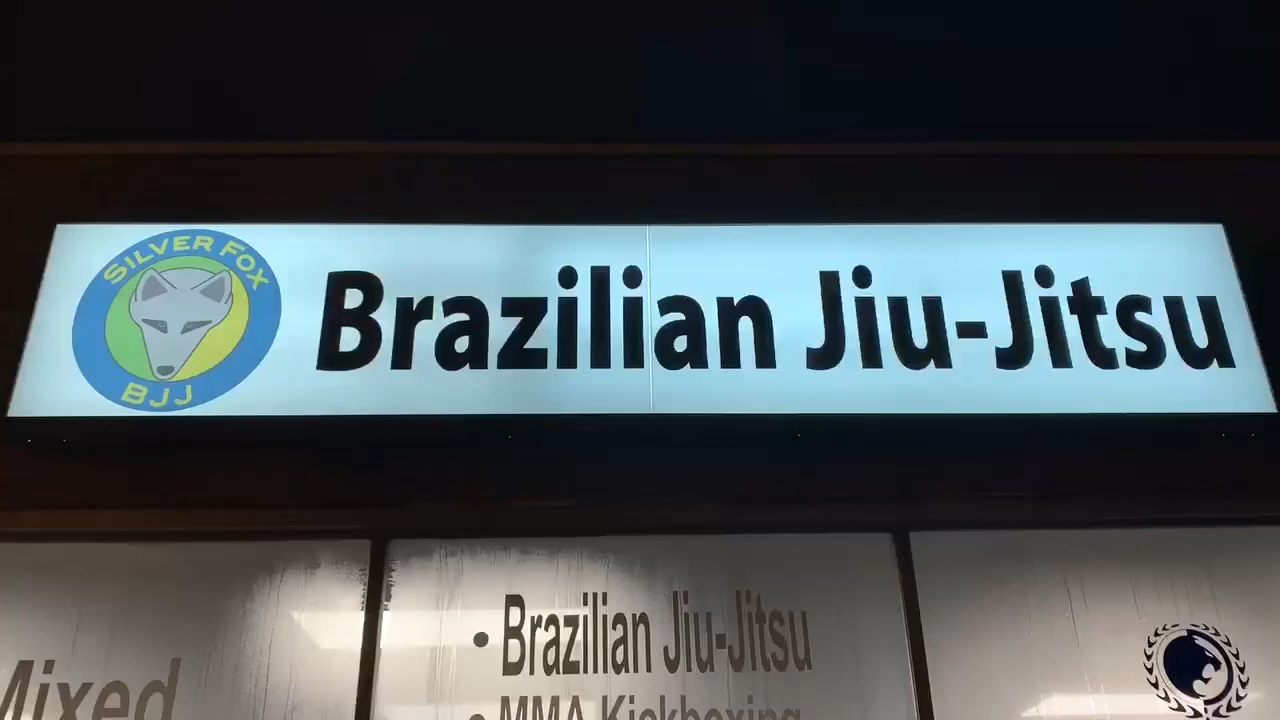 SILVER FOX
BJJ
Brazilian Jiu-Jitsu
Mixed
• Brazilian Jiu-Jitsu
• MMA Kickboxing